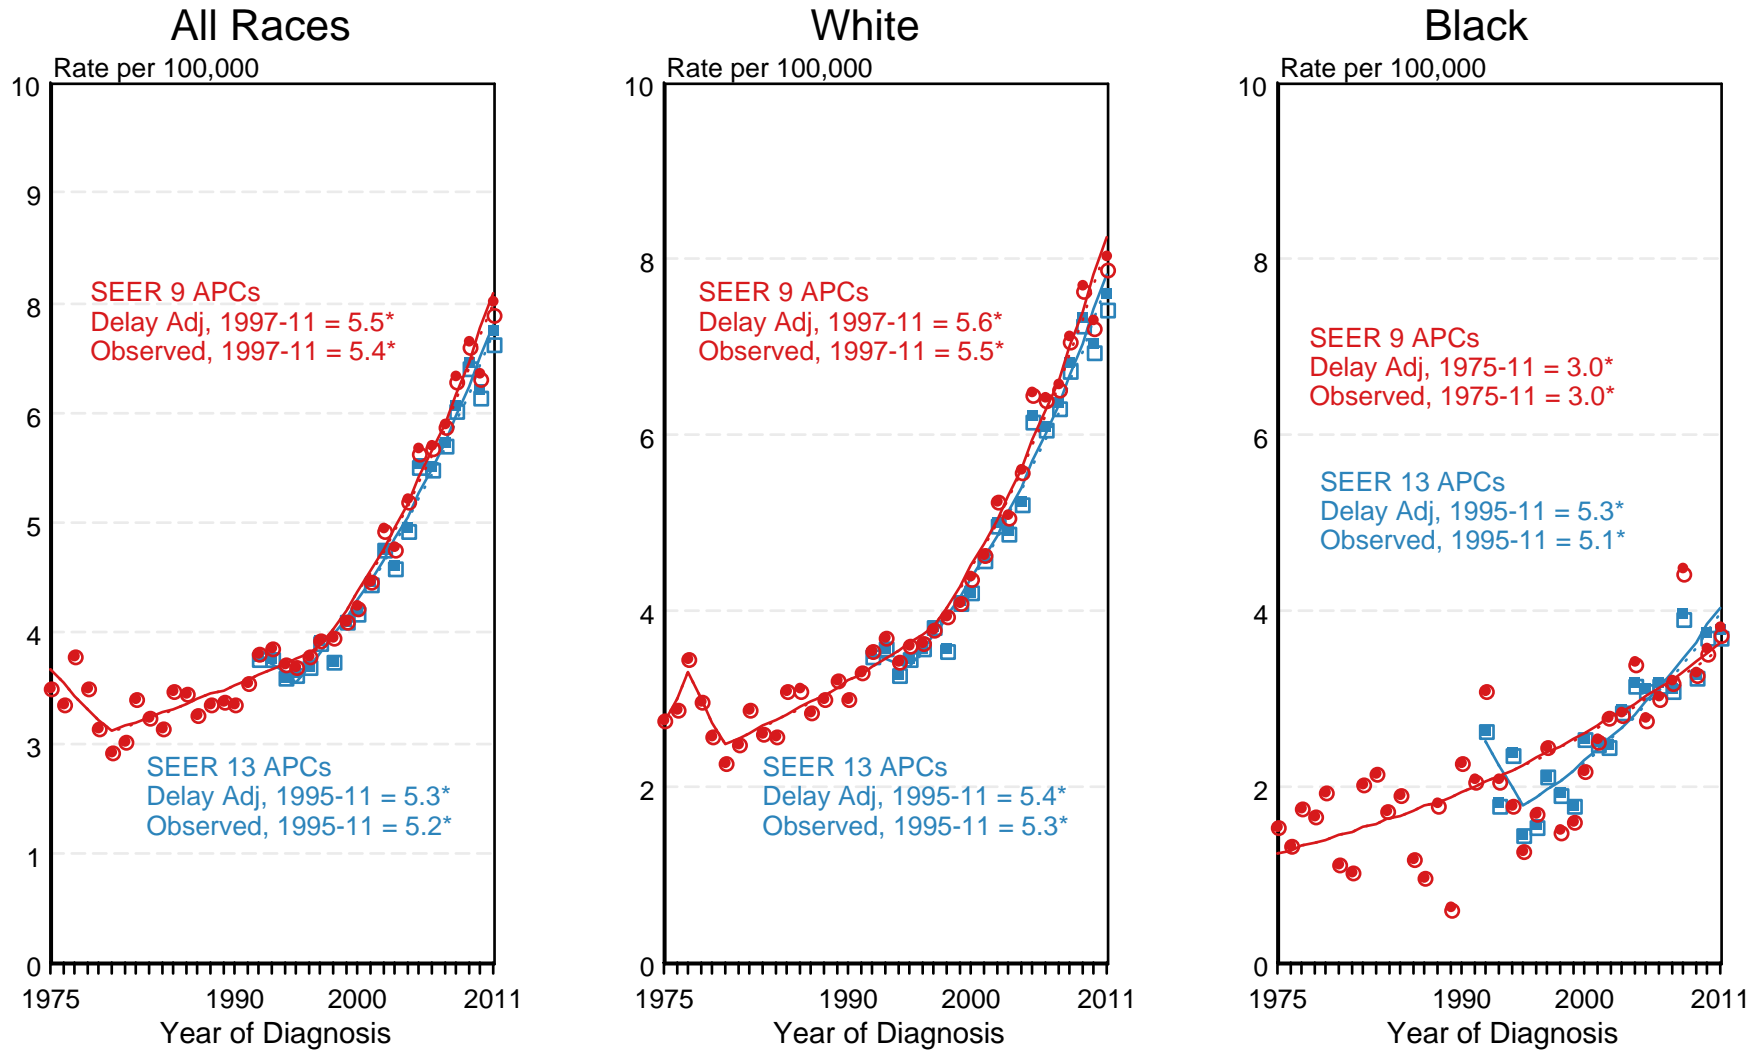 All Races
Rate per 100,000
10
9
8
6
5
4
3
1
0
SEER 9 APCs
Delay Adj, 1997-11 = 5.5*
Observed, 1997-11 = 5.4*
SEER 13 APCs
Delay Adj, 1995-11 = 5.3*
Observed, 1995-11 = 5.2*
1975 1990 2000 2011
Year of Diagnosis
White
Rate per 100,000
10
8
6
4
2
0
SEER 9 APCs
Delay Adj, 1997-11 = 5.6*
Observed, 1997-11 = 5.5*
SEER 13 APCs
Delay Adj, 1995-11 = 5.4*
Observed, 1995-11 = 5.3*
1975 1990 2000 2011
Year of Diagnosis
Black
Rate per 100,000
10
8
6
4
2
0
SEER 9 APCs
Delay Adj, 1975-11 = 3.0*
Observed, 1975-11 = 3.0*
SEER 13 APCs
Delay Adj, 1995-11 = 5.3*
Observed, 1995-11 = 5.1*
1975 1990 2000 2011
Year of Diagnosis